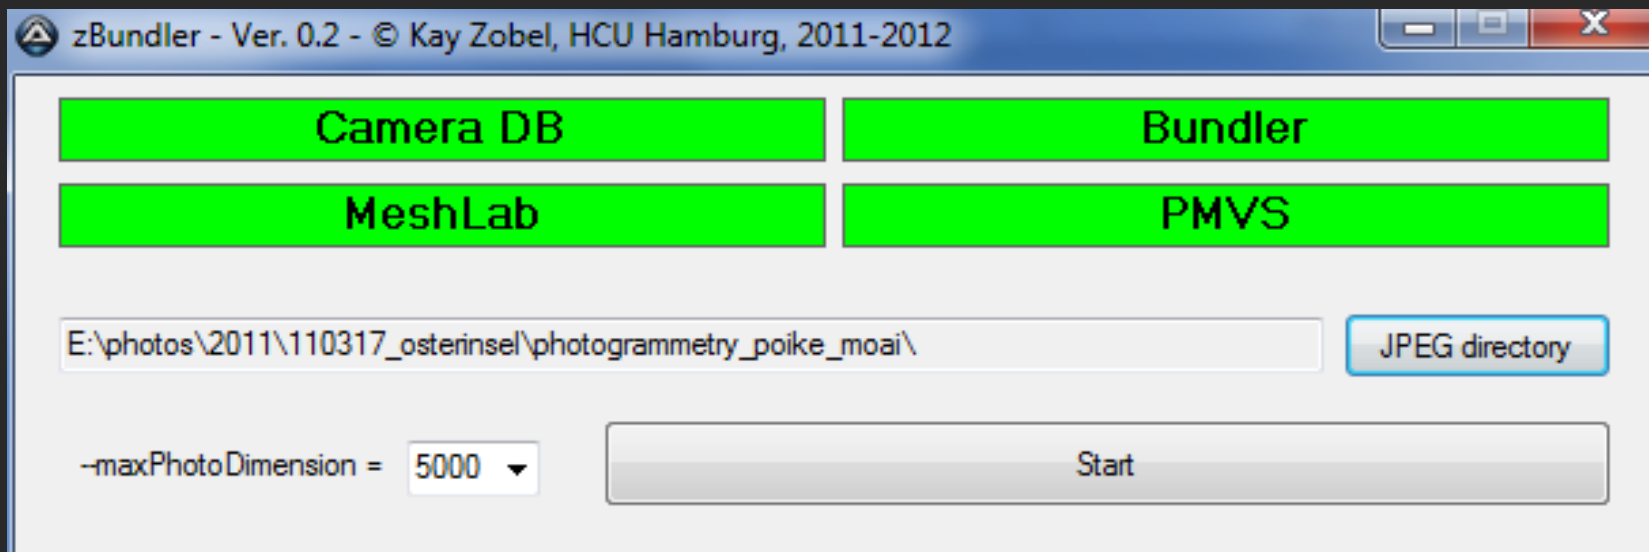 zBundler - Ver. 0.2 - © Kay Zobel, HCU Hamburg, 2011-2012
Camera DB
Bundler
MeshLab
PMVS
E:\photos\2011\110317_osterinsel\photogrammetry_poike_moai\
JPEG directory
--maxPhotoDimension =
5000
Start